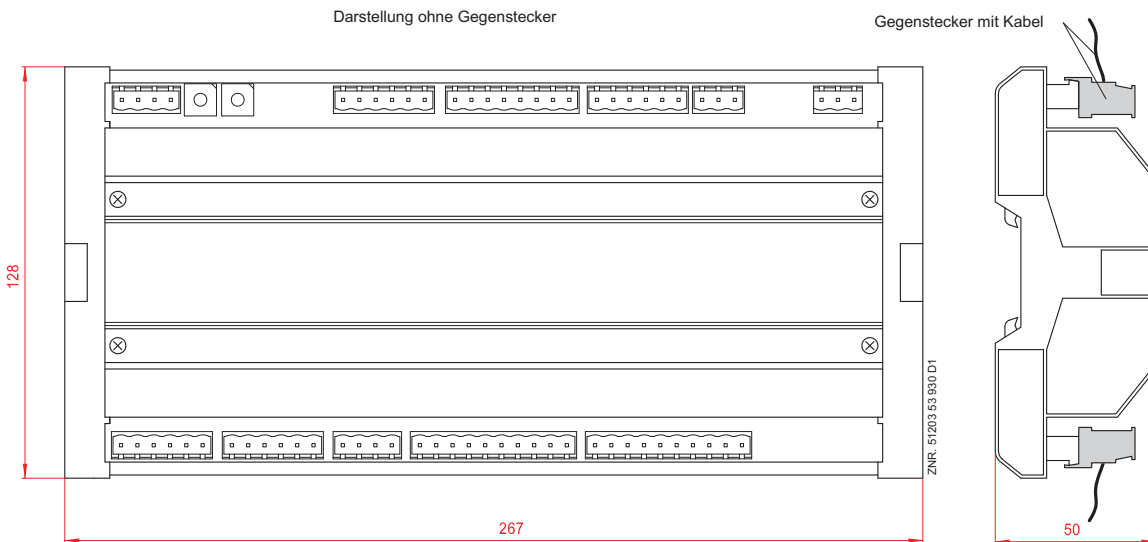 Darstellung ohne Gegenstecker
Gegenstecker mit Kabel
128
ZNR. 51203 53 930 D1
267
50